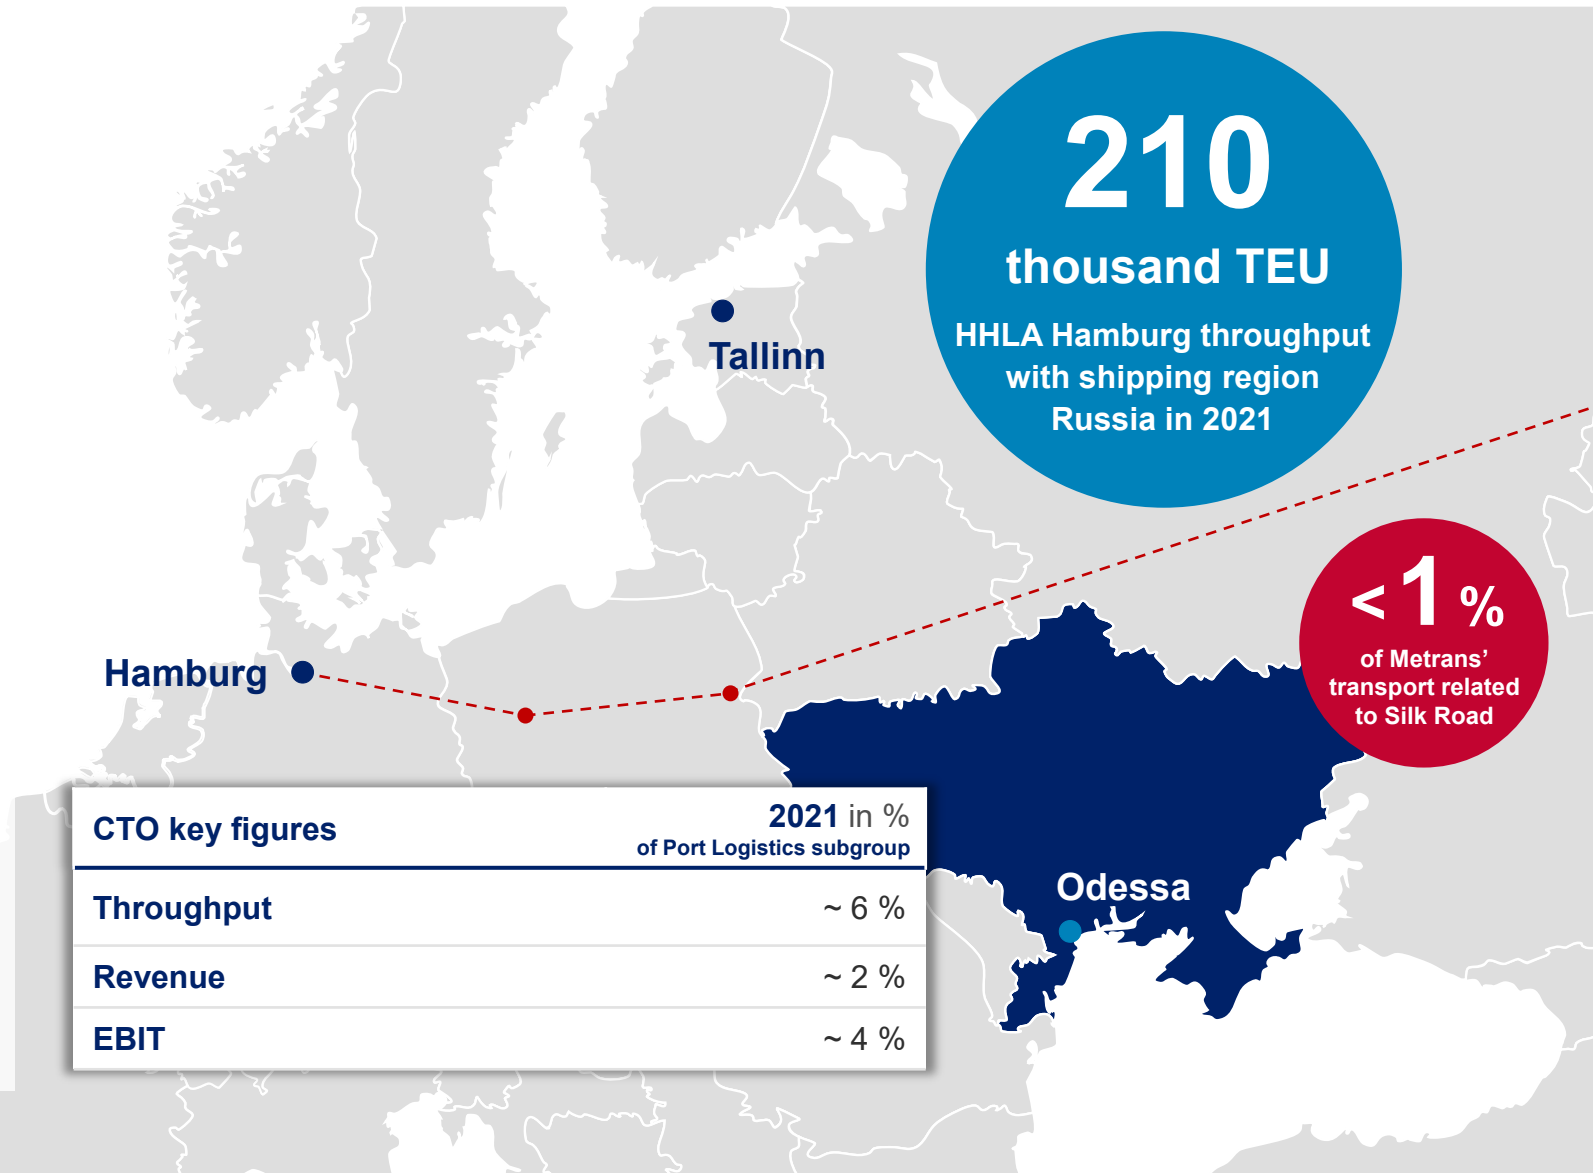 210
thousand TEU
HHLA Hamburg throughput
with shipping region
Russia in 2021
Tallinn
< 1 %
of Metrans’
transport related
to Silk Road
Hamburg
CTO key figures
2021 in %
of Port Logistics subgroup
Throughput ~ 6 %
Revenue ~ 2 %
EBIT ~ 4 %
Odessa